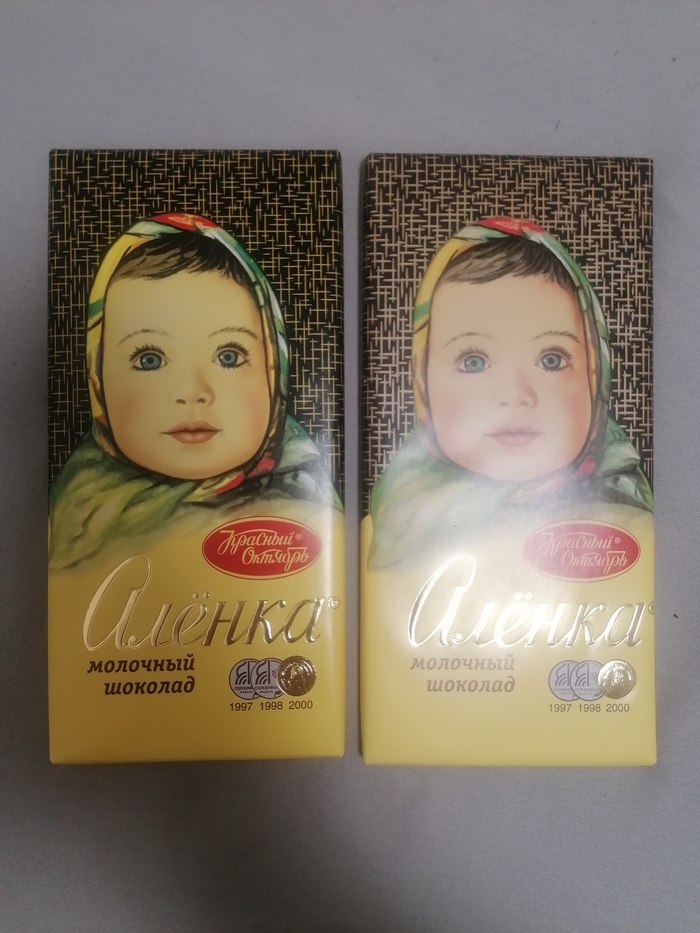 Красный®
Октябрь
Алёнка®
молочный
шоколад
1997 1998 2000
Красный®
Октябрь
Алёнка®
молочный
шоколад
1997 1998 2000